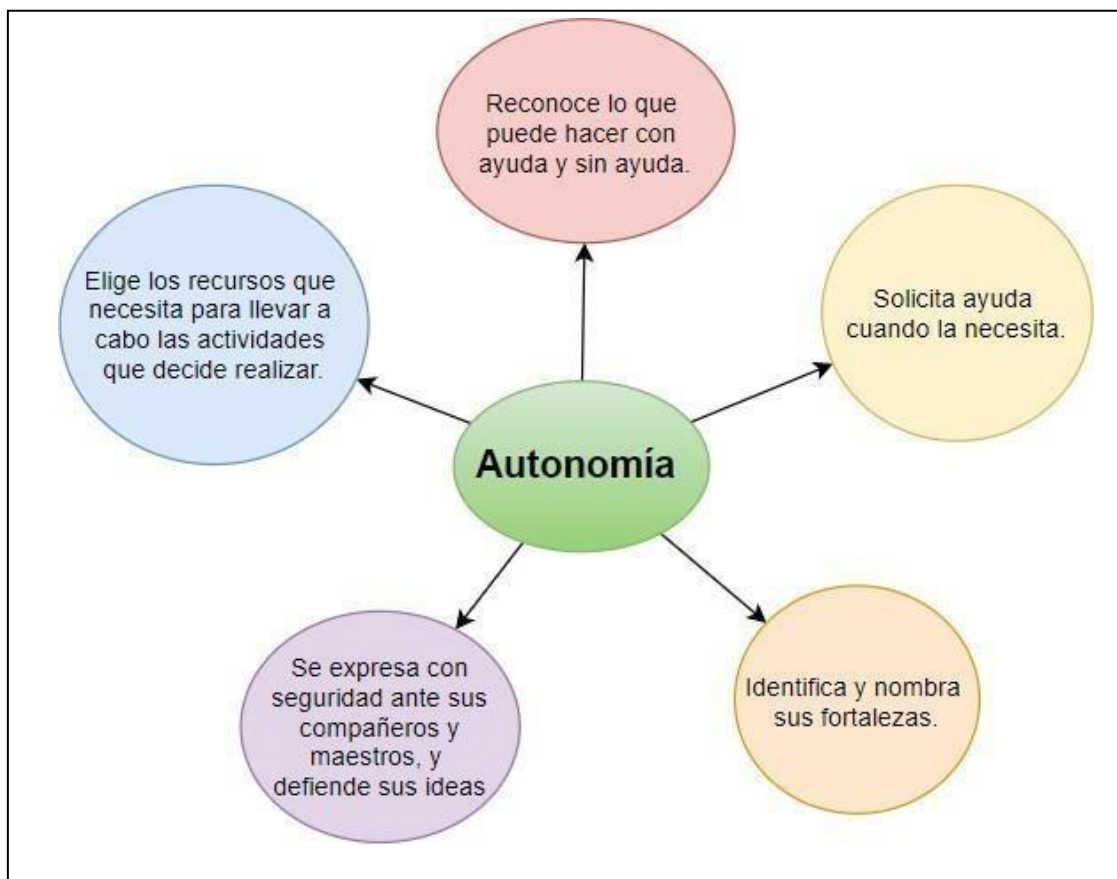 Reconoce lo que
puede hacer con
ayuda y sin ayuda.
Elige los recursos que
necesita para llevar a
cabo las actividades
que decide realizar.
Solicita ayuda
cuando la necesita.
Autonomía
Se expresa con
seguridad ante sus
compañeros y
maestros, y
defiende sus ideas
Identifica y nombra
sus fortalezas.